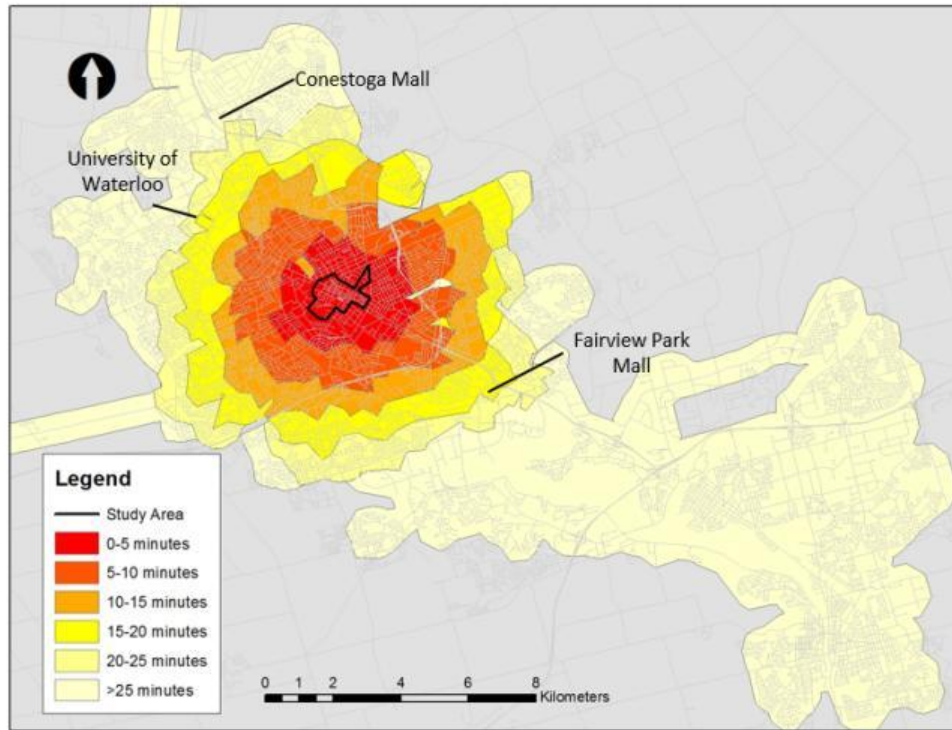 Conestoga Mall
University of
Waterloo
Fairview Park
Mall
Legend
Study Area
0-5 minutes
5-10 minutes
10-15 minutes
15-20 minutes
20-25 minutes
>25 minutes
0 1 2 4 6 8
Kilometers